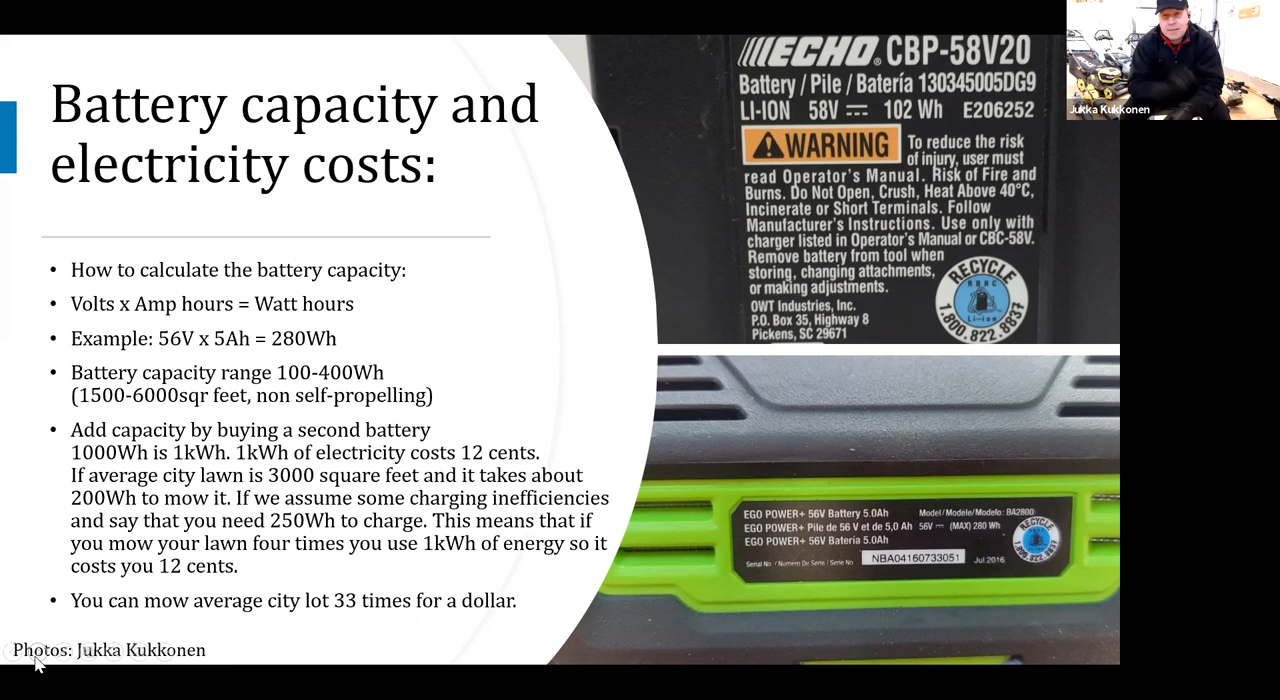 Battery capacity and
electricity costs:
• How to calculate the battery capacity:
• Volts x Amp hours = Watt hours
• Example: 56V x 5Ah = 280Wh
• Battery capacity range 100-400Wh
(1500-6000sqr feet, non self-propelling)
• Add capacity by buying a second battery
1000Wh is 1kWh. 1kWh of electricity costs 12 cents.
If average city lawn is 3000 square feet and it takes about
200Wh to mow it. If we assume some charging inefficiencies
and say that you need 250Wh to charge. This means that if
you mow your lawn four times you use 1kWh of energy so it
costs you 12 cents.
• You can mow average city lot 33 times for a dollar.
Photos: Jukka Kukkonen
ECHO® CBP-58V20
Battery / Pile / Batería 130345005DG9
LI-ION 58V 102 Wh E206252
WARNING To reduce the risk
of injury, user must
read Operator's Manual. Risk of Fire and
Burns. Do Not Open, Crush, Heat Above 40°C,
Incinerate or Short Terminals. Follow
Manufacturer's Instructions. Use only with
charger listed in Operator's Manual or CBC-58V.
Remove battery from tool when
storing, changing attachments,
or making adjustments.
OWT Industries, Inc.
P.O. Box 35, Highway 8
Pickens, SC 29671
RECYCLE
RBRC
Li-ion
1.800.822.8837
Jukka Kukkonen
EGO POWER+ 56V Battery 5.0Ah Model/Modèle/Modelo: BA2800
EGO POWER+ Pile de 56 V et de 5,0 Ah 56V (MAX) 280 Wh
EGO POWER+ 56V Batería 5.0Ah
Serial No / Numéro De Série / Serie No NBA04160733051 Jul.2016
RECYCLE
1.800.822.8837